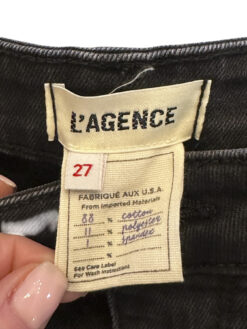 L'AGENCE
27
FABRIQUÉ AUX U.S.A.
From Imported Materials
88 % cotton
11 % polyester
1 % spandex
See Care Label
For Wash Instructions